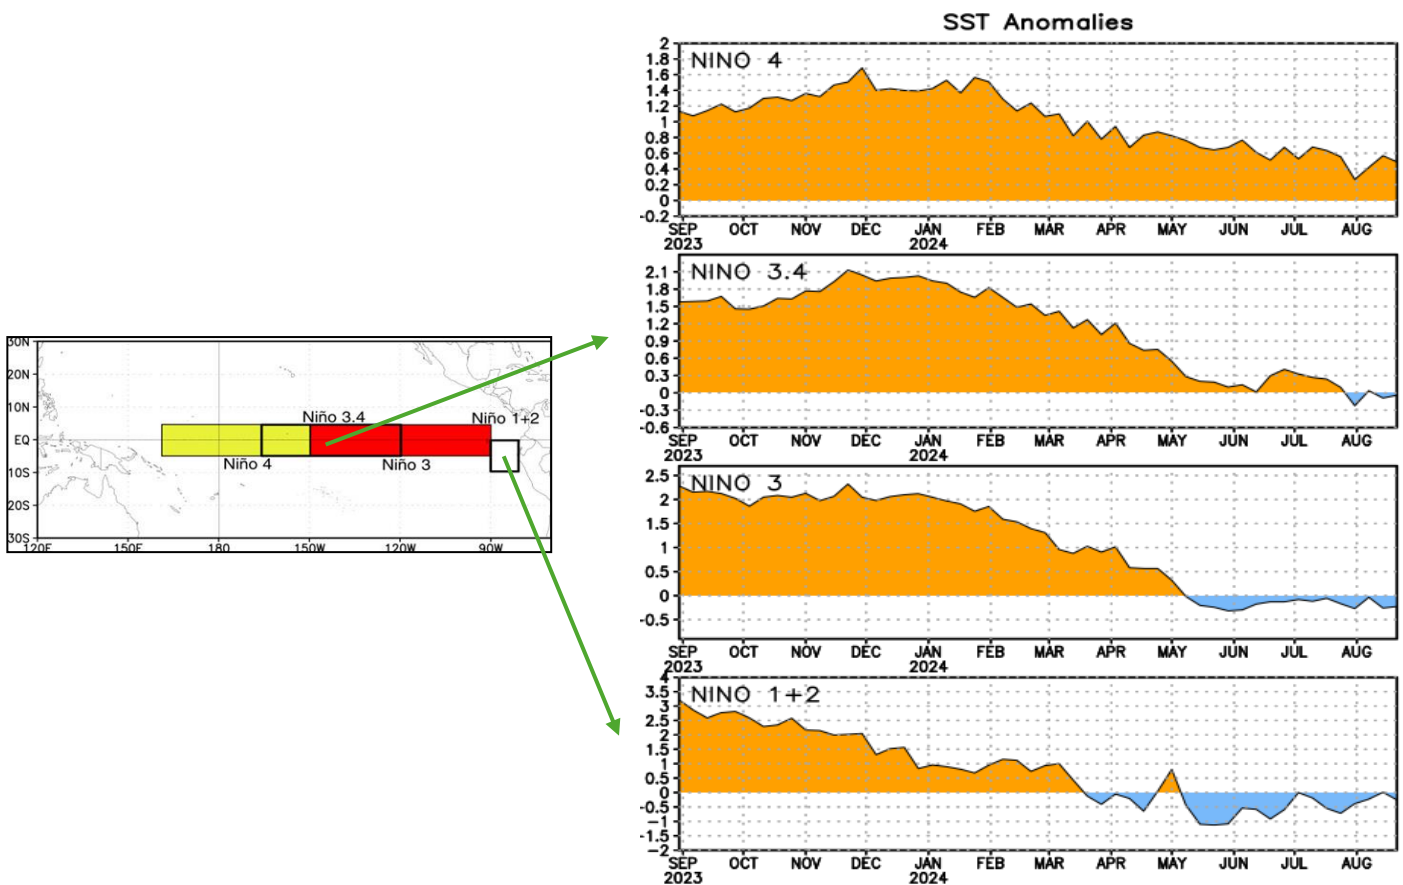 SST Anomalies
NINO 4
2
1.8
1.6
1.4
1.2
1
0.8
0.6
0.4
0.2
0
-0.2
SEP OCT NOV DEC JAN FEB MAR APR MAY JUN JUL AUG
2023 2024
NINO 3.4
2.1
1.8
1.5
1.2
0.9
0.6
0.3
0
-0.3
-0.6
SEP OCT NOV DEC JAN FEB MAR APR MAY JUN JUL AUG
2023 2024
NINO 3
2.5
2
1.5
1
0.5
0
-0.5
SEP OCT NOV DEC JAN FEB MAR APR MAY JUN JUL AUG
2023 2024
NINO 1+2
4
3.5
3
2.5
2
1.5
1
0.5
0
-0.5
-1
-1.5
-2
SEP OCT NOV DEC JAN FEB MAR APR MAY JUN JUL AUG
2023 2024
30N
20N
10N
EQ
10S
20S
30S
120E 150E 180 150W 120W 90W
Niño 3.4 Niño 1+2
Niño 4 Niño 3